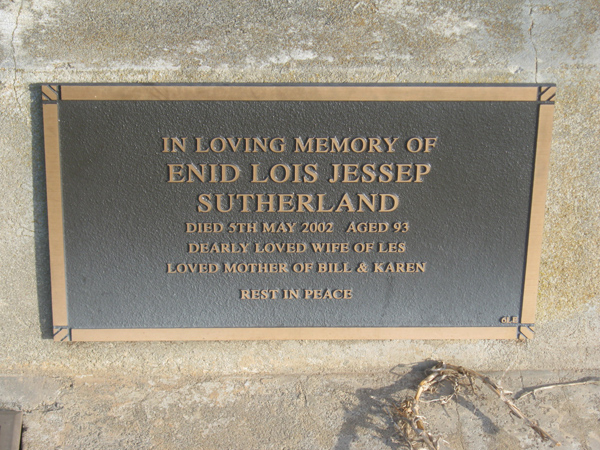 IN LOVING MEMORY OF
ENID LOIS JESSEP
SUTHERLAND
DIED 5TH MAY 2002 AGED 93
DEARLY LOVED WIFE OF LES
LOVED MOTHER OF BILL & KAREN
REST IN PEACE